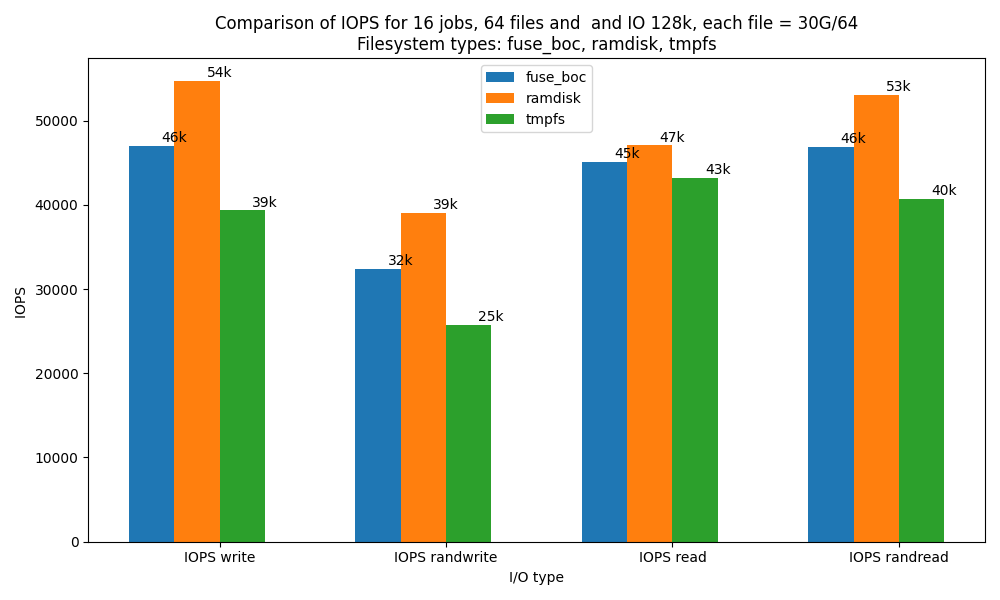 Comparison of IOPS for 16 jobs, 64 files and  and IO 128k, each file = 30G/64
Filesystem types: fuse_boc, ramdisk, tmpfs
fuse_boc
ramdisk
tmpfs
46k
54k
39k
32k
39k
25k
45k
47k
43k
46k
53k
40k
50000
40000
30000
20000
10000
0
IOPS
IOPS write
IOPS randwrite
IOPS read
IOPS randread
I/O type